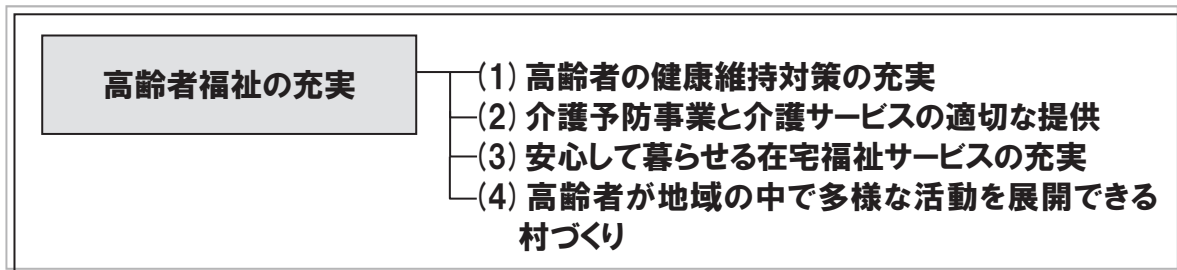 高齢者福祉の充実
(1) 高齢者の健康維持対策の充実
(2) 介護予防事業と介護サービスの適切な提供
(3) 安心して暮らせる在宅福祉サービスの充実
(4) 高齢者が地域の中で多様な活動を展開できる
村づくり